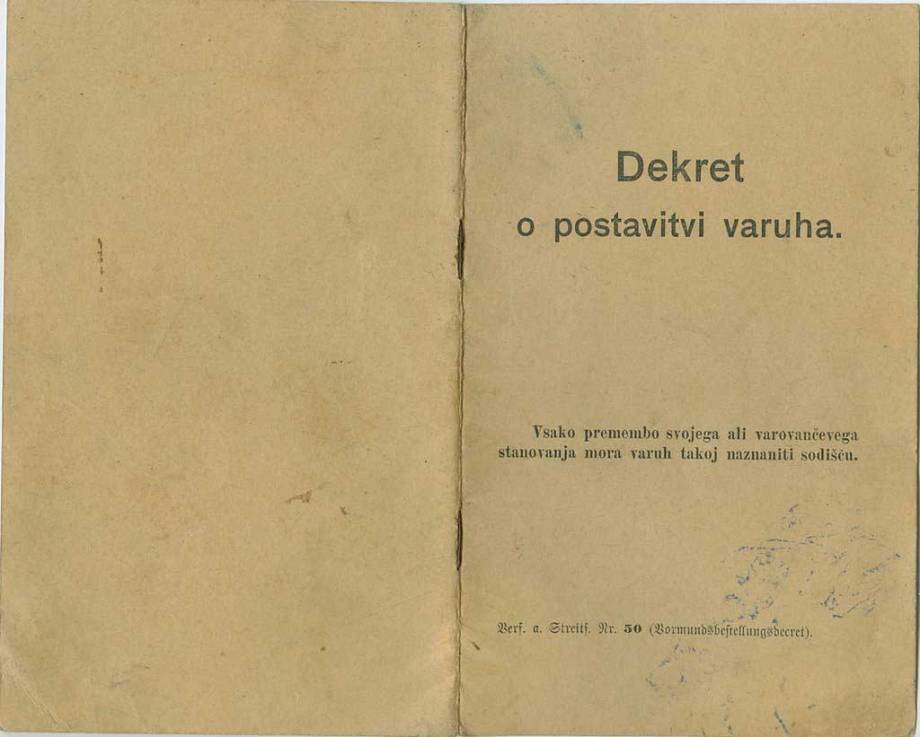 Dekret
o postavitvi varuha.
Vsako premembo svojega ali varovančevega
stanovanja mora varuh takoj naznaniti sodišču.
Verf. a. Streitf. Nr. 50 (Vormundsbestellungsdecret).